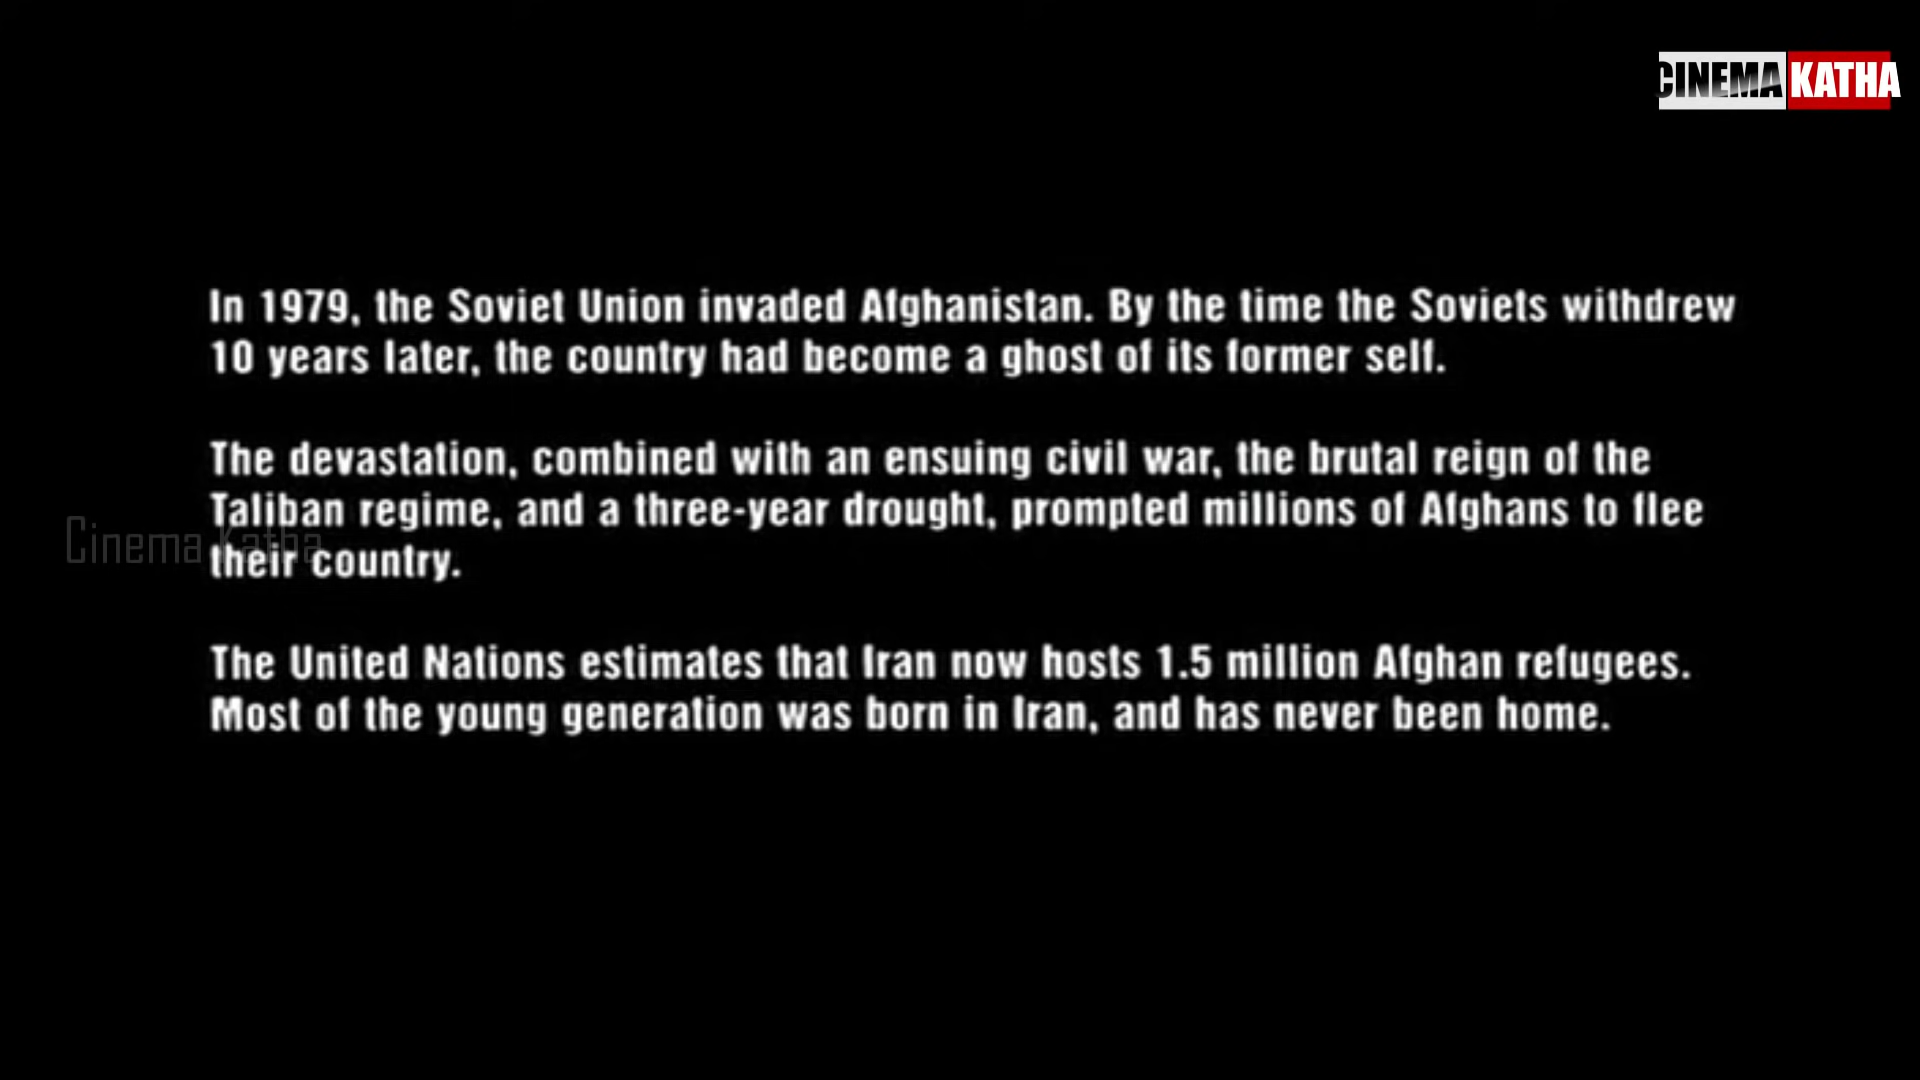 CINEMA KATHA
In 1979, the Soviet Union invaded Afghanistan. By the time the Soviets withdrew
10 years later, the country had become a ghost of its former self.
The devastation, combined with an ensuing civil war, the brutal reign of the
Taliban regime, and a three-year drought, prompted millions of Afghans to flee
Cinema Katha
their country.
The United Nations estimates that Iran now hosts 1.5 million Afghan refugees.
Most of the young generation was born in Iran, and has never been home.